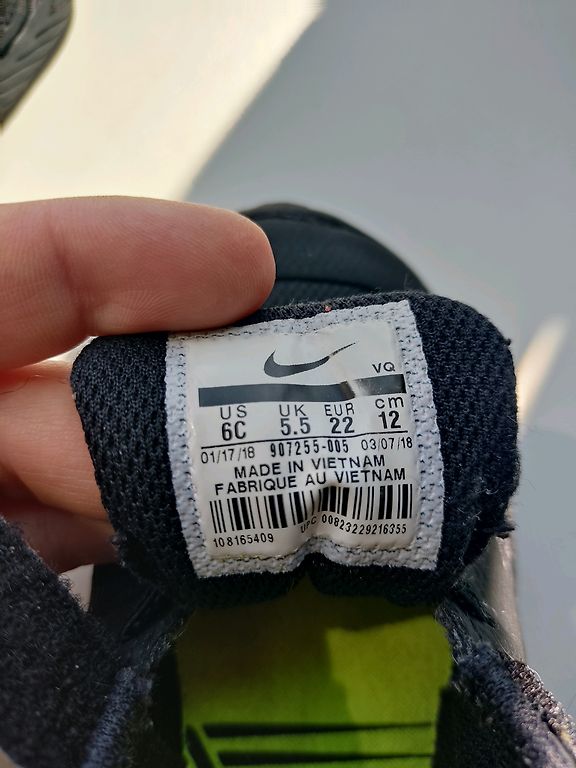 VQ
US UK EUR cm
6C 5.5 22 12
01/17/18 907255-005 03/07/18
MADE IN VIETNAM
FABRIQUE AU VIETNAM
108165409 UPC 00823229216355